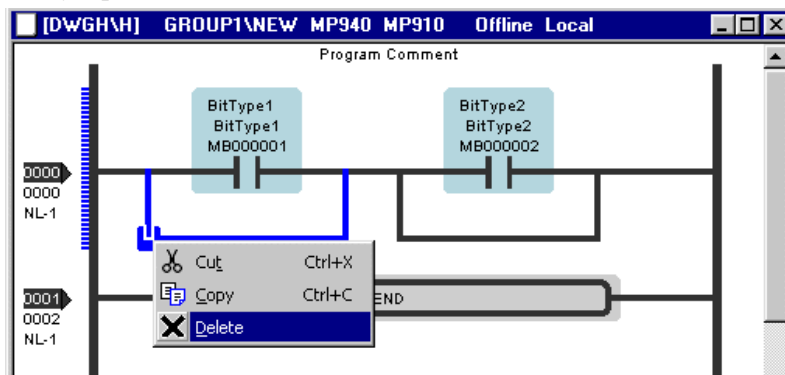 [DWGH\H] GROUP1\NEW MP940 MP910 Offline Local
Program Comment
BitType1
BitType1
MB000001
BitType2
BitType2
MB000002
0000
0000
NL-1
Cut Ctrl+X
Copy Ctrl+C
Delete
0001
0002
NL-1
END